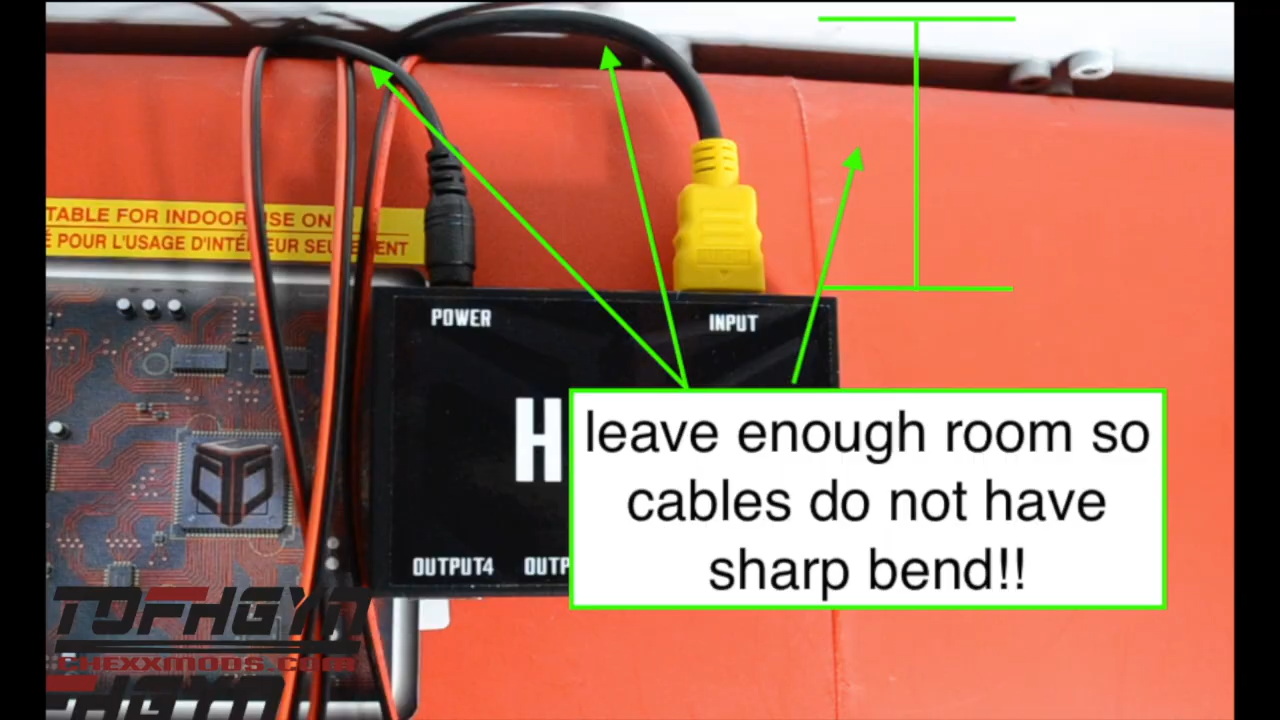 TABLE FOR INDOOR USE ON
POUR L'USAGE D'INTÉRIEUR SEULEMENT
POWER
INPUT
H
leave enough room so
cables do not have
sharp bend!!
OUTPUT4 OUTP
CHEXXMODS.COM